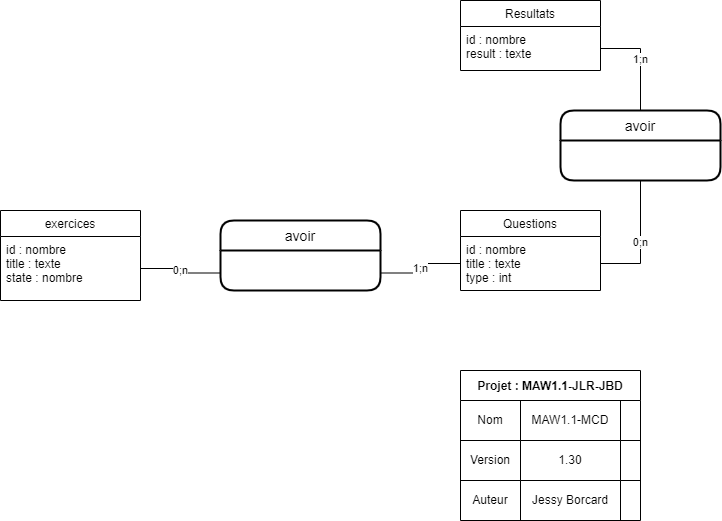 Resultats
id : nombre
result : texte
1;n
avoir
0;n
exercices
id : nombre
title : texte
state : nombre
0;n
avoir
1;n
Questions
id : nombre
title : texte
type : int
Projet : MAW1.1-JLR-JBD
Nom MAW1.1-MCD
Version 1.30
Auteur Jessy Borcard